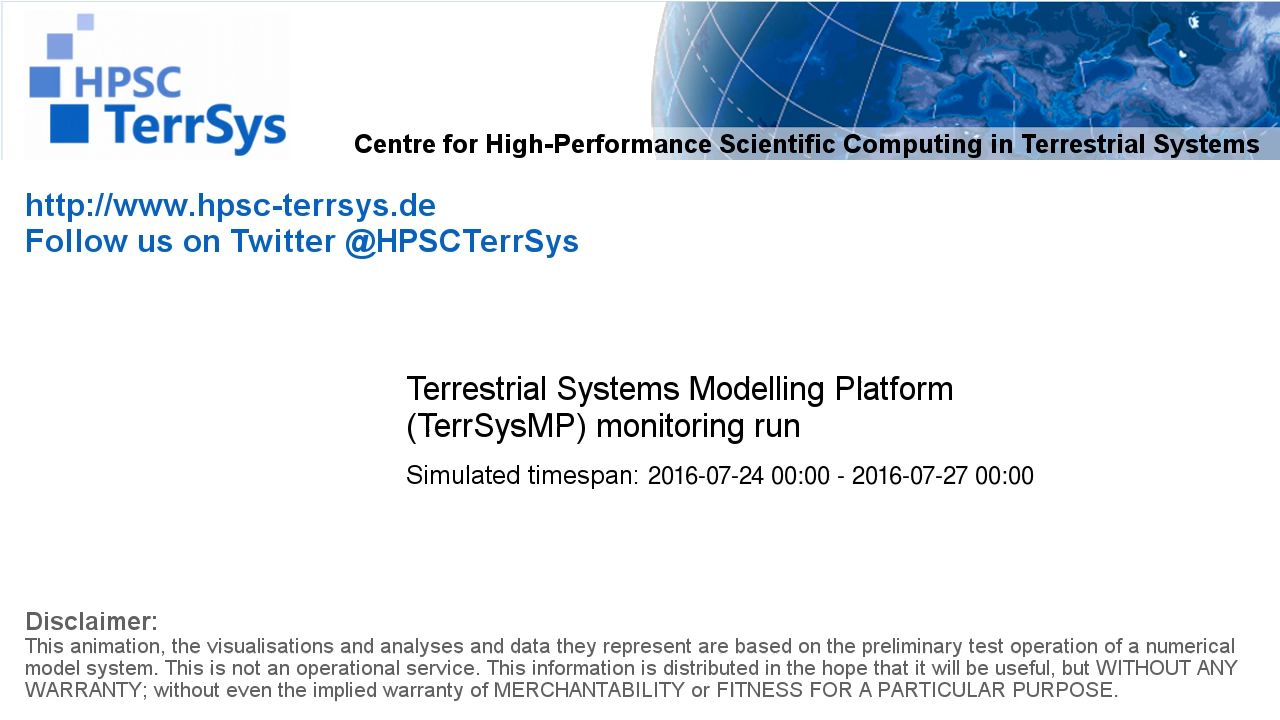 HPSC
TerrSys
Centre for High-Performance Scientific Computing in Terrestrial Systems
http://www.hpsc-terrsys.de
Follow us on Twitter @HPSCTerrSys
Terrestrial Systems Modelling Platform
(TerrSysMP) monitoring run
Simulated timespan: 2016-07-24 00:00 - 2016-07-27 00:00
Disclaimer:
This animation, the visualisations and analyses and data they represent are based on the preliminary test operation of a numerical
model system. This is not an operational service. This information is distributed in the hope that it will be useful, but WITHOUT ANY
WARRANTY; without even the implied warranty of MERCHANTABILITY or FITNESS FOR A PARTICULAR PURPOSE.